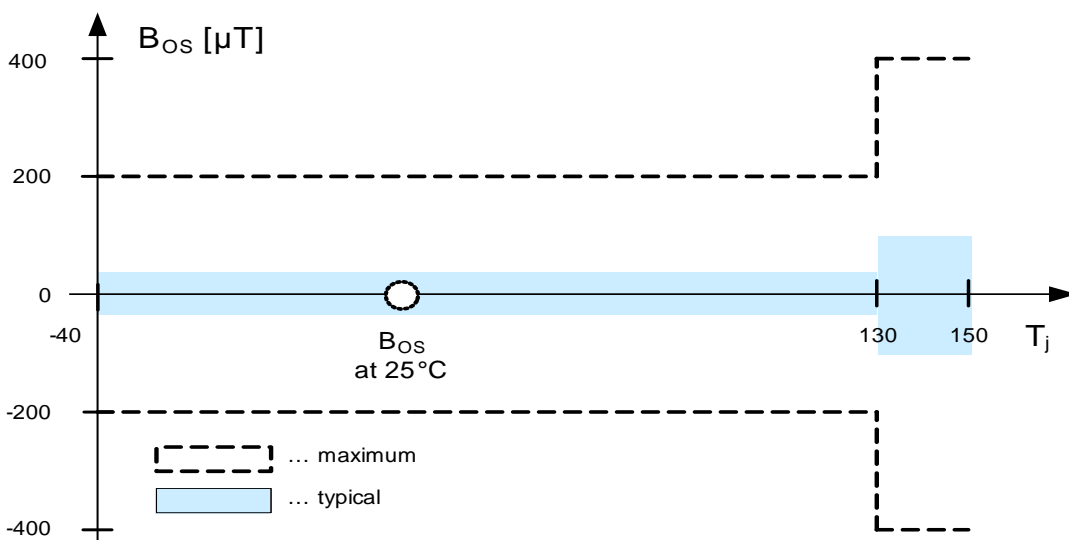 B_OS [µT]
400
200
0
-40
130
150
T_j
B_OS
at 25°C
-200
... maximum
... typical
-400